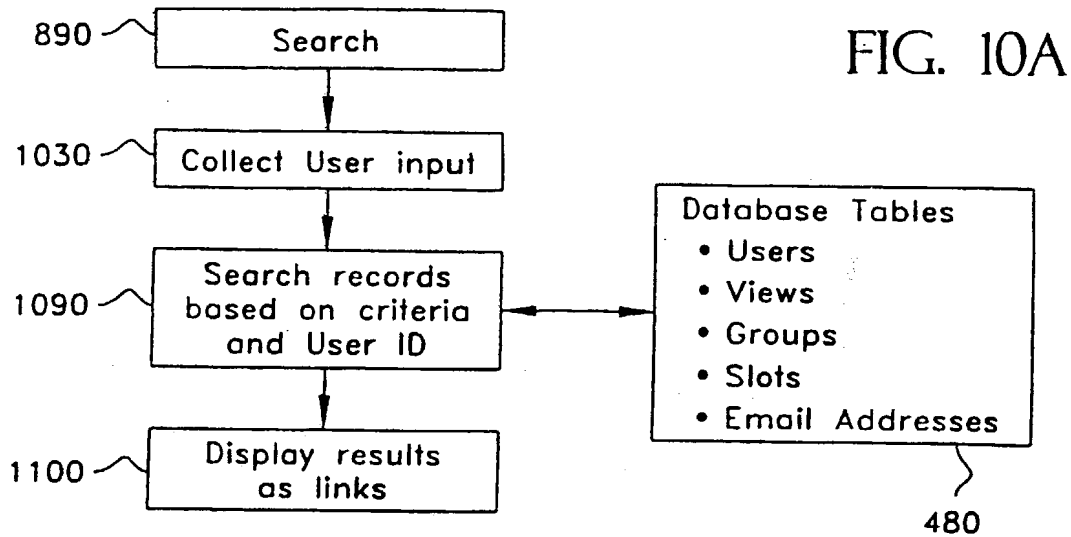 FIG. 10A
890
Search
1030
Collect User input
1090
Search records
based on criteria
and User ID
1100
Display results
as links
Database Tables
• Users
• Views
• Groups
• Slots
• Email Addresses
480